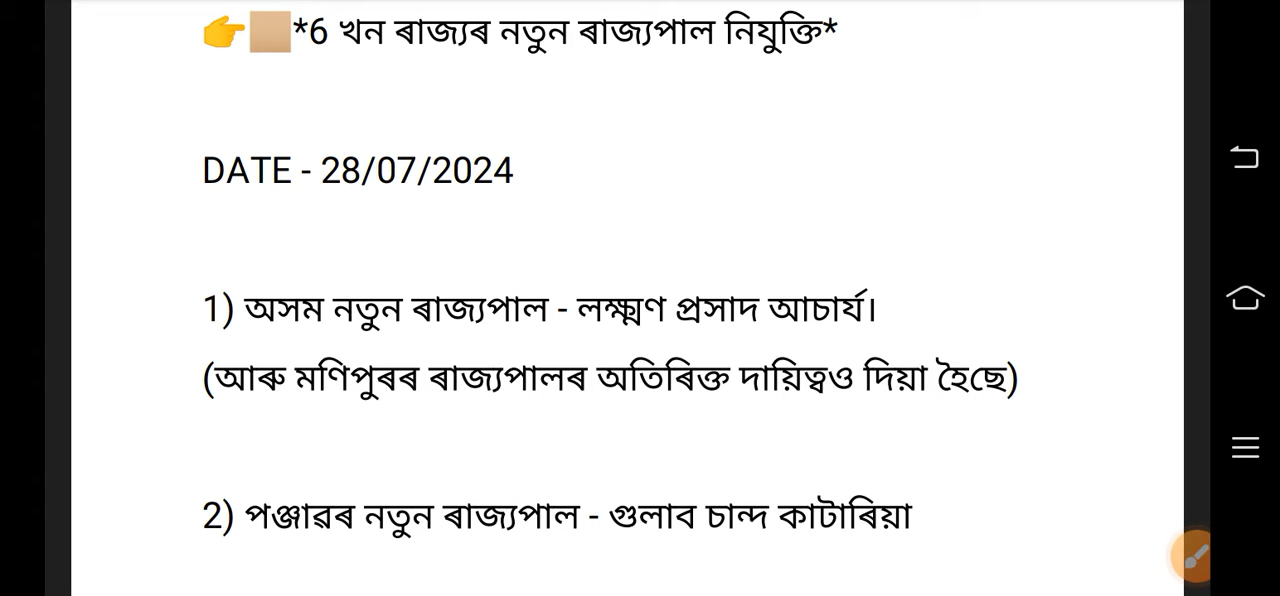 👉🏼*6 খন ৰাজ্যৰ নতুন ৰাজ্যপাল নিযুক্তি*
DATE - 28/07/2024
1) অসম নতুন ৰাজ্যপাল - লক্ষ্মণ প্ৰসাদ আচাৰ্য।
(আৰু মণিপুৰৰ ৰাজ্যপালৰ অতিৰিক্ত দায়িত্বও দিয়া হৈছে)
2) পঞ্জাৱৰ নতুন ৰাজ্যপাল - গুলাব চান্দ কাটাৰিয়া